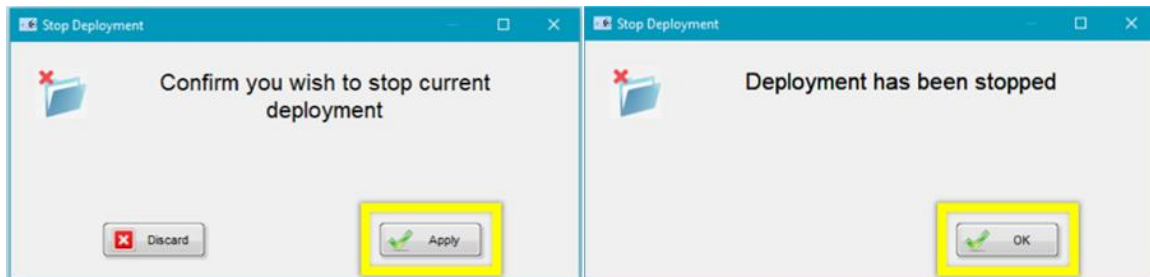 Stop Deployment
Confirm you wish to stop current
deployment
Discard
Apply
Stop Deployment
Deployment has been stopped
OK